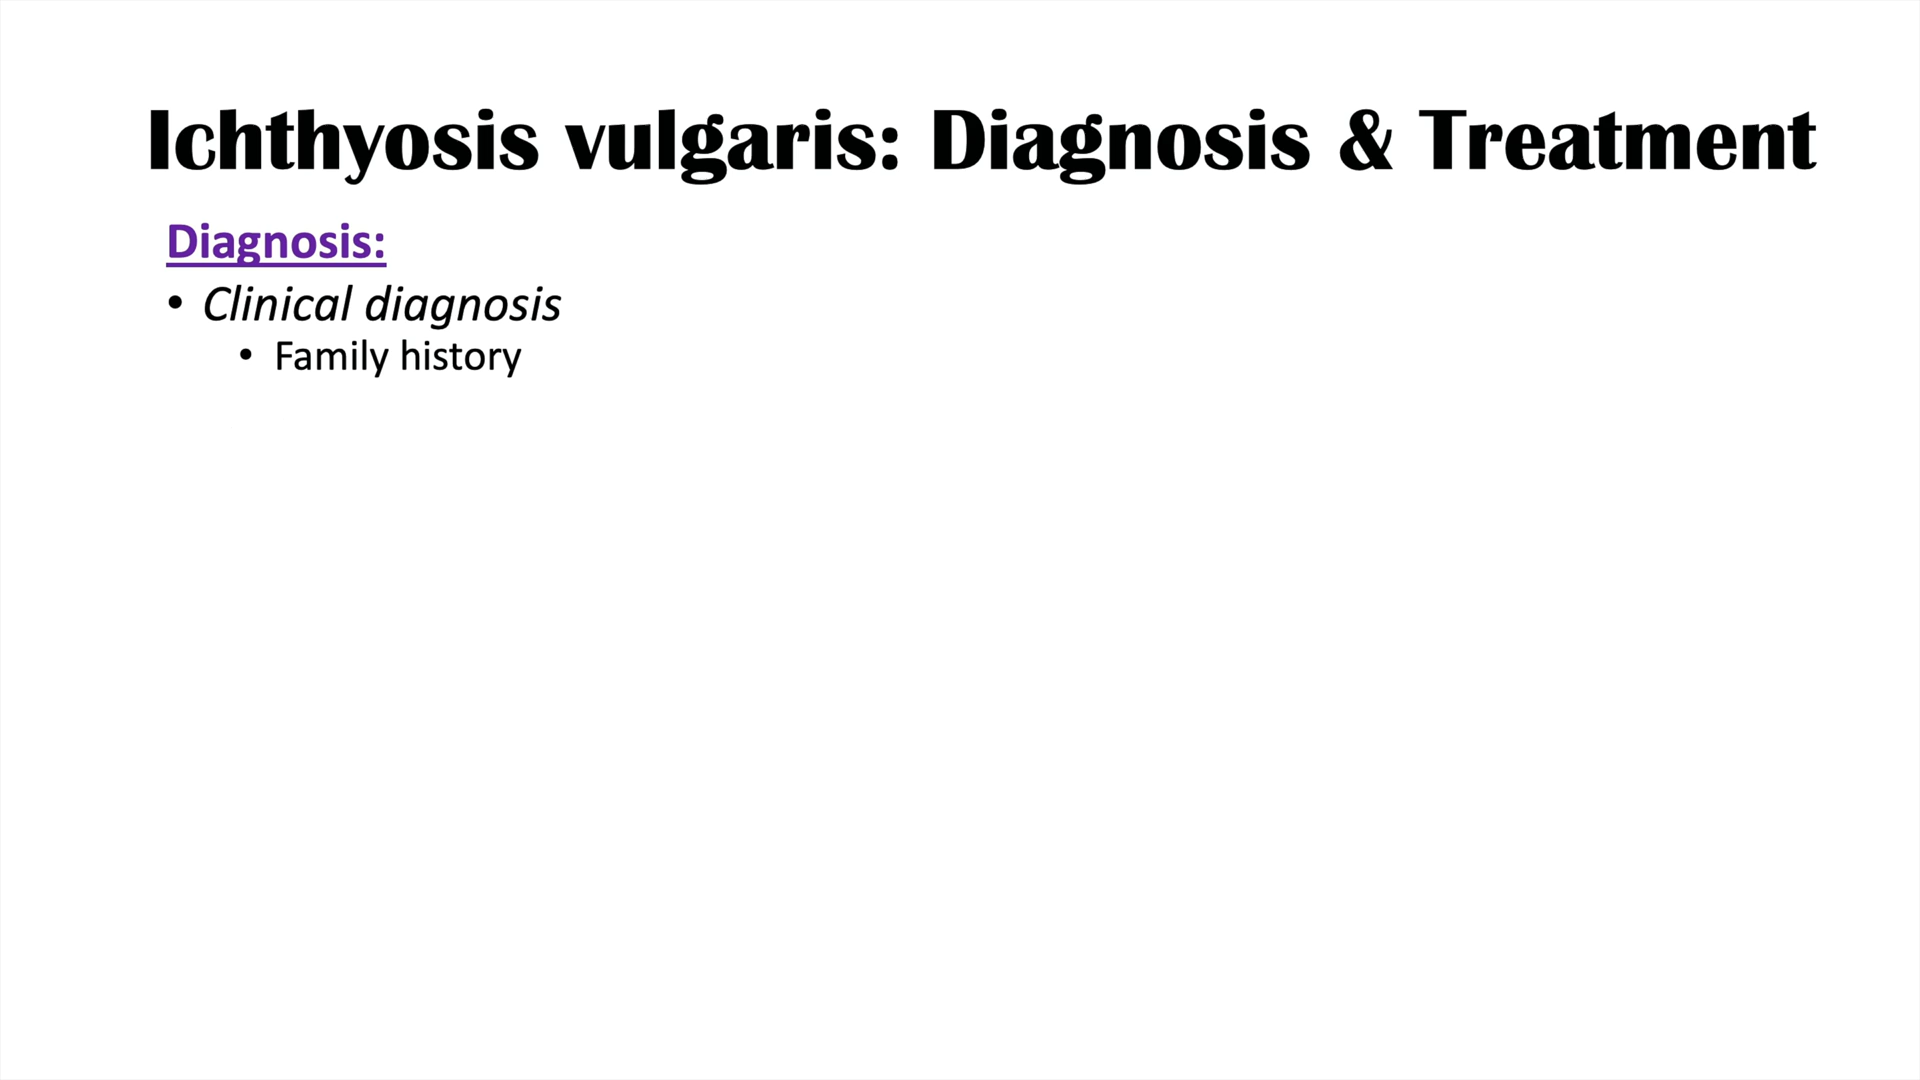 Ichthyosis vulgaris: Diagnosis & Treatment
Diagnosis:
• Clinical diagnosis
• Family history